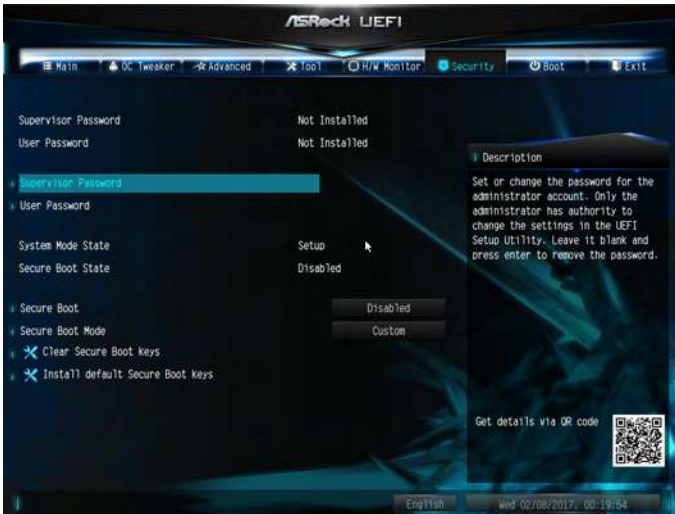 ASRock UEFI
Main OC Tweaker Advanced Tool H/W Monitor Security Boot Exit
Supervisor Password Not Installed
User Password Not Installed
Supervisor Password
User Password
System Mode State Setup
Secure Boot State Disabled
Secure Boot Disabled
Secure Boot Mode Custom
Clear Secure Boot keys
Install default Secure Boot keys
Description
Set or change the password for the
administrator account. Only the
administrator has authority to
change the settings in the UEFI
Setup Utility. Leave it blank and
press enter to remove the password.
Get details via QR code
English Wed 02/08/2017. 00:19:54